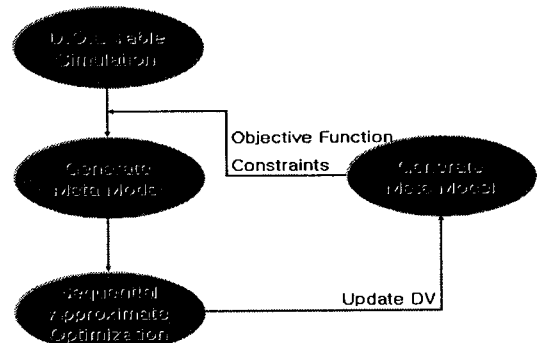 D.O.E Table
Simulation
Objective Function
Constraints
Generate
Meta Model
Generate
Meta Model
Update DV
Sequential
Approximate
Optimization